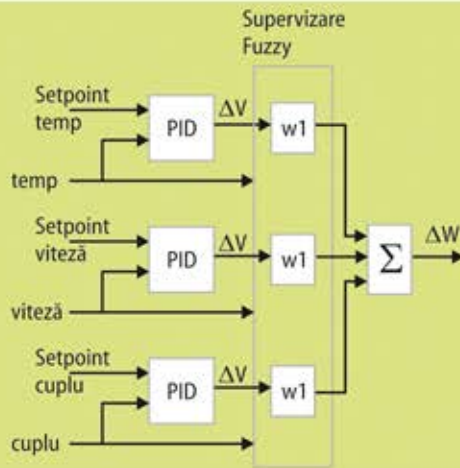 Supervizare
Fuzzy
Setpoint
temp
PID
ΔV
w1
temp
Setpoint
viteză
PID
ΔV
w1
Σ
ΔW
viteză
Setpoint
cuplu
PID
ΔV
w1
cuplu